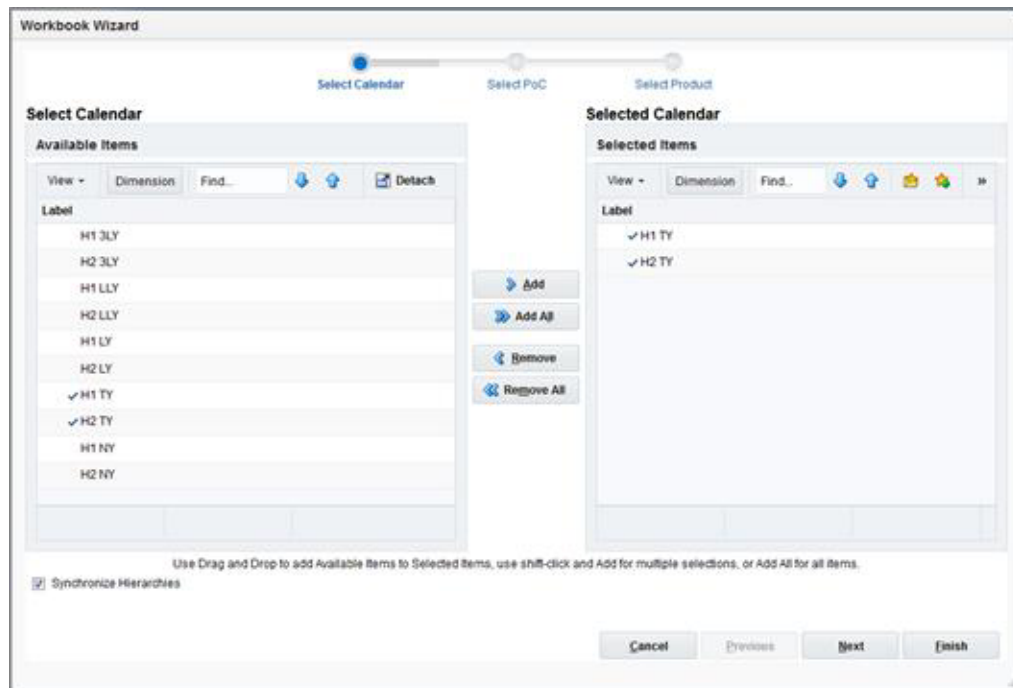 Workbook Wizard
Select Calendar
Select PoC
Select Product
Select Calendar
Available Items
View
Dimension
Find...
Detach
Label
H1 3LY
H2 3LY
H1 LLY
H2 LLY
H1 LY
H2 LY
H1 TY
H2 TY
H1 NY
H2 NY
Add
Add All
Remove
Remove All
Selected Calendar
Selected Items
View
Dimension
Find...
»
Label
H1 TY
H2 TY
Use Drag and Drop to add Available Items to Selected Items, use shift-click and Add for multiple selections, or Add All for all items.
Synchronize Hierarchies
Cancel
Previous
Next
Finish